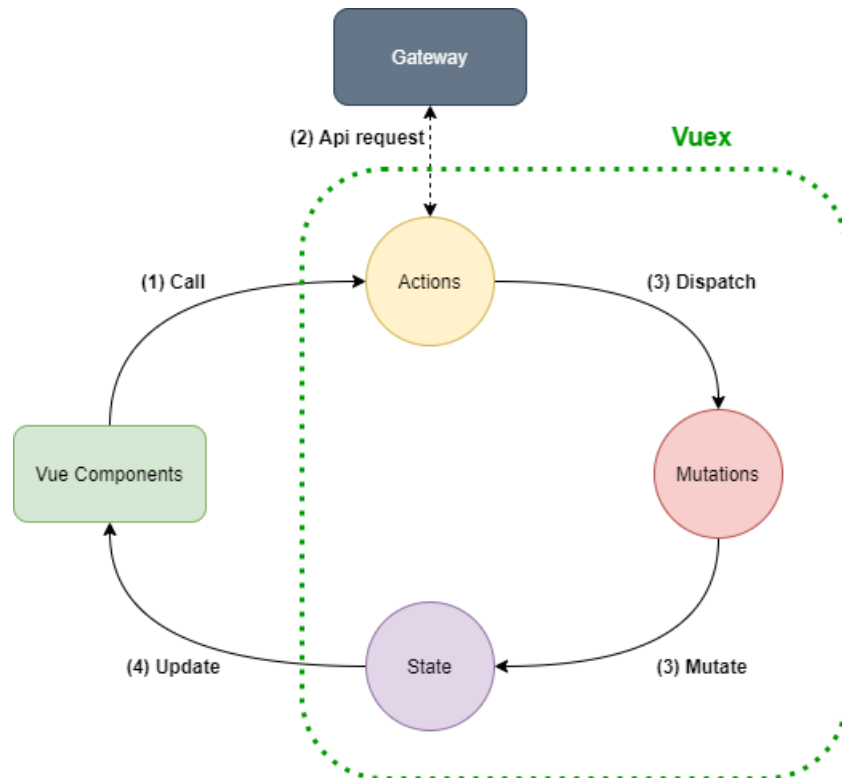 Gateway
(2) Api request
Vuex
(1) Call
Actions
(3) Dispatch
Vue Components
Mutations
(4) Update
State
(3) Mutate